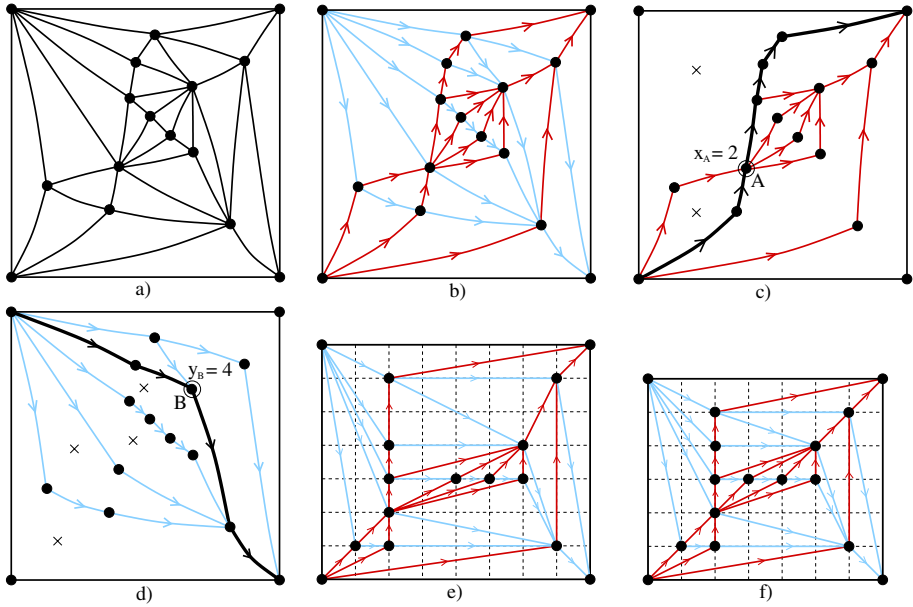 a)
b)
x_A = 2
A
c)
y_B = 4
B
d)
e)
f)